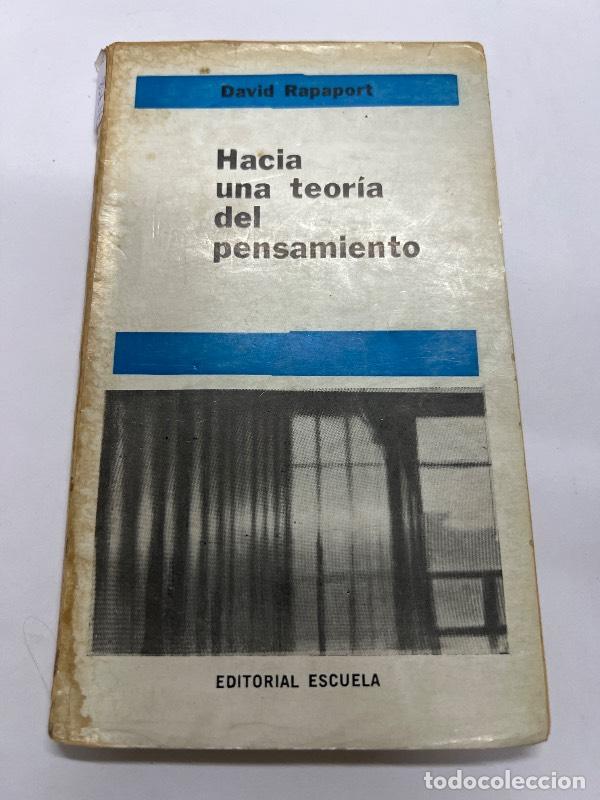 David Rapaport
Hacia
una teoría
del
pensamiento
EDITORIAL ESCUELA
todocoleccion